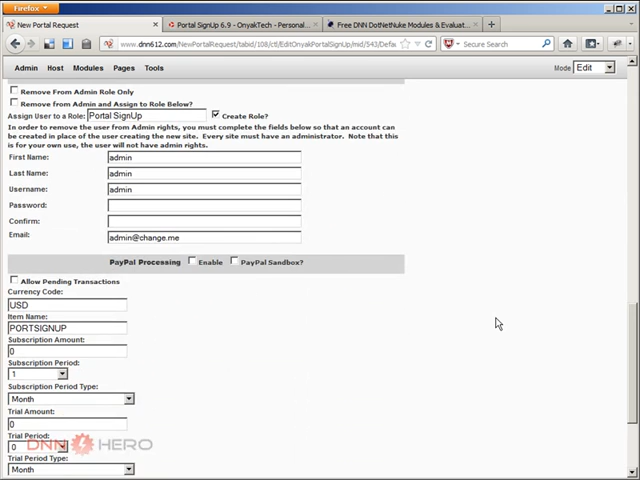 Firefox
New Portal Request
Portal SignUp 6.9 - OnyakTech - Personal...
Free DNN DotNetNuke Modules & Evaluat...
www.dnn612.com/NewPortalRequest/tabid/108/ctl/EditOnyakPortalSignUp/mid/543/Defau
Secure Search
Admin Host Modules Pages Tools
Mode Edit
Remove From Admin Role Only
Remove from Admin and Assign to Role Below?
Assign User to a Role: Portal SignUp Create Role?
In order to remove the user from Admin rights, you must complete the fields below so that an account can
be created in place of the user creating the new site. Every site must have an administrator. Note that this
is for your own use, the user will not have admin rights.
First Name: admin
Last Name: admin
Username: admin
Password:
Confirm:
Email: admin@change.me
PayPal Processing Enable PayPal Sandbox?
Allow Pending Transactions
Currency Code:
USD
Item Name:
PORTSIGNUP
Subscription Amount:
0
Subscription Period:
1
Subscription Period Type:
Month
Trial Amount:
0
Trial Period:
0
DNN HERO
Trial Period Type:
Month